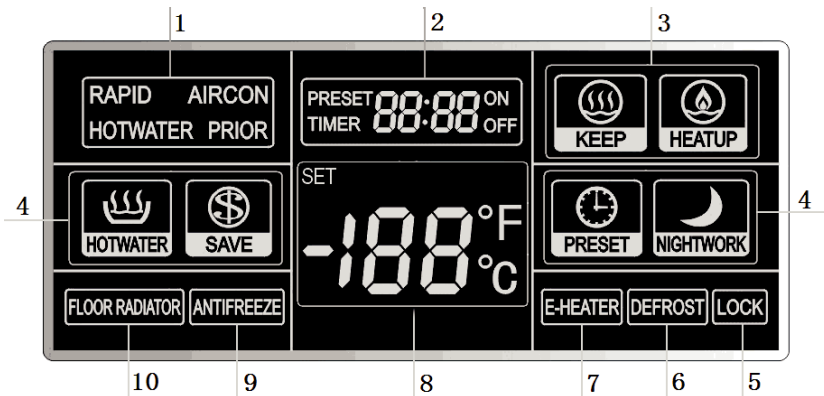 1 2 3
RAPID AIRCON
HOTWATER PRIOR
PRESET 88:88 ON
TIMER OFF
KEEP HEATUP
4
HOTWATER SAVE
SET
-188 °F
°C
PRESET NIGHTWORK
4
FLOOR RADIATOR ANTIFREEZE
E-HEATER DEFROST LOCK
10 9 8 7 6 5